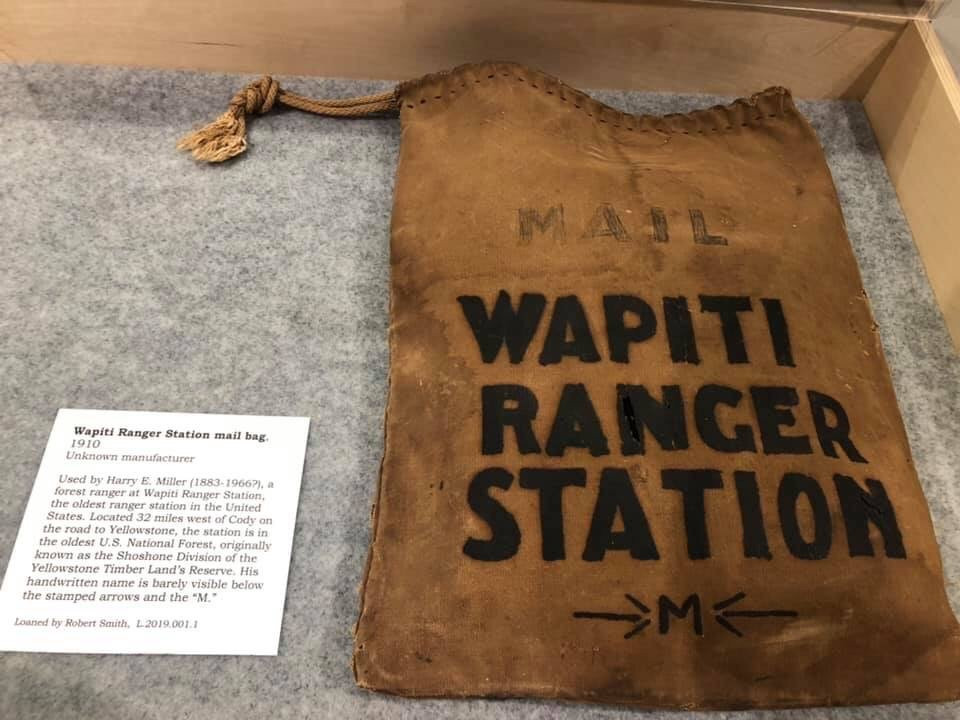 MAIL
WAPITI
RANGER
STATION
M
Wapiti Ranger Station mail bag.
1910
Unknown manufacturer
Used by Harry E. Miller (1883-1966?), a
forest ranger at Wapiti Ranger Station,
the oldest ranger station in the United
States. Located 32 miles west of Cody on
the road to Yellowstone, the station is in
the oldest U.S. National Forest, originally
known as the Shoshone Division of the
Yellowstone Timber Land's Reserve. His
handwritten name is barely visible below
the stamped arrows and the “M.”
Loaned by Robert Smith, L.2019.001.1